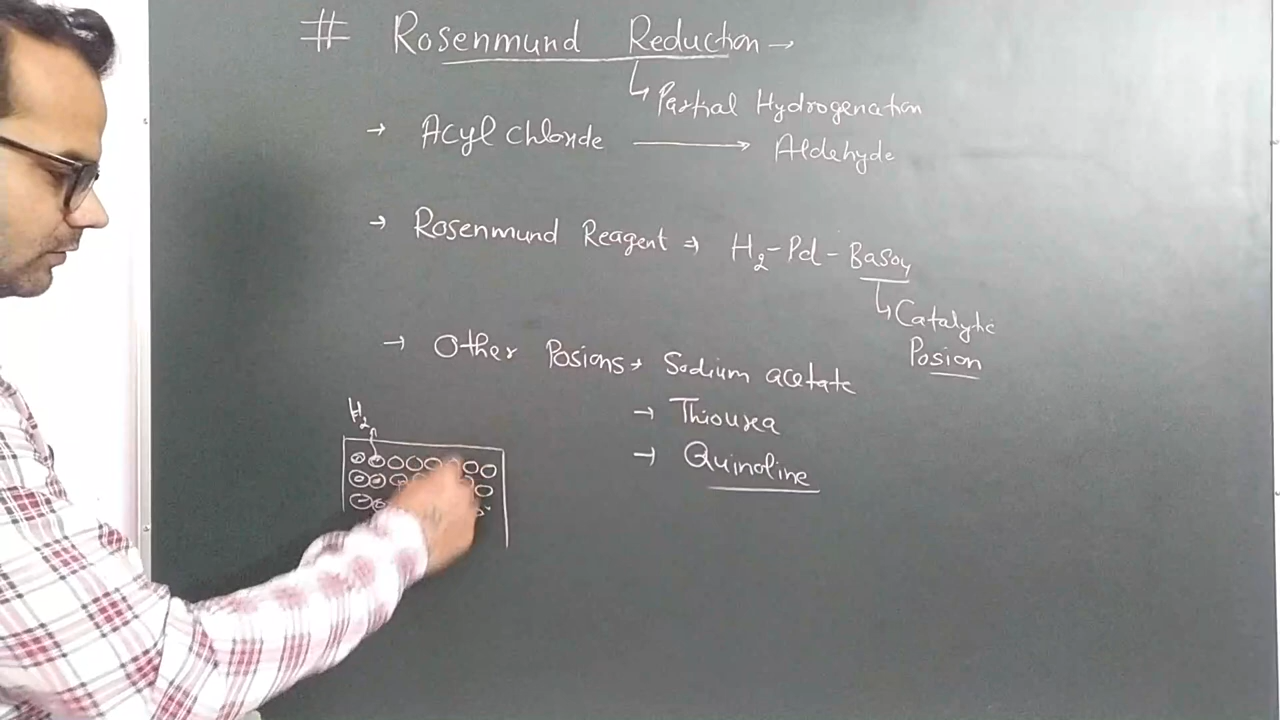 # Rosenmund Reduction →
↳ Partial Hydrogenation
→ Acyl chloride ⟶ Aldehyde
→ Rosenmund Reagent ⇒ H₂-Pd-BaSO₄
↳ Catalytic
Posion
→ Other Posions → Sodium acetate
→ Thiourea
→ Quinoline
H₂